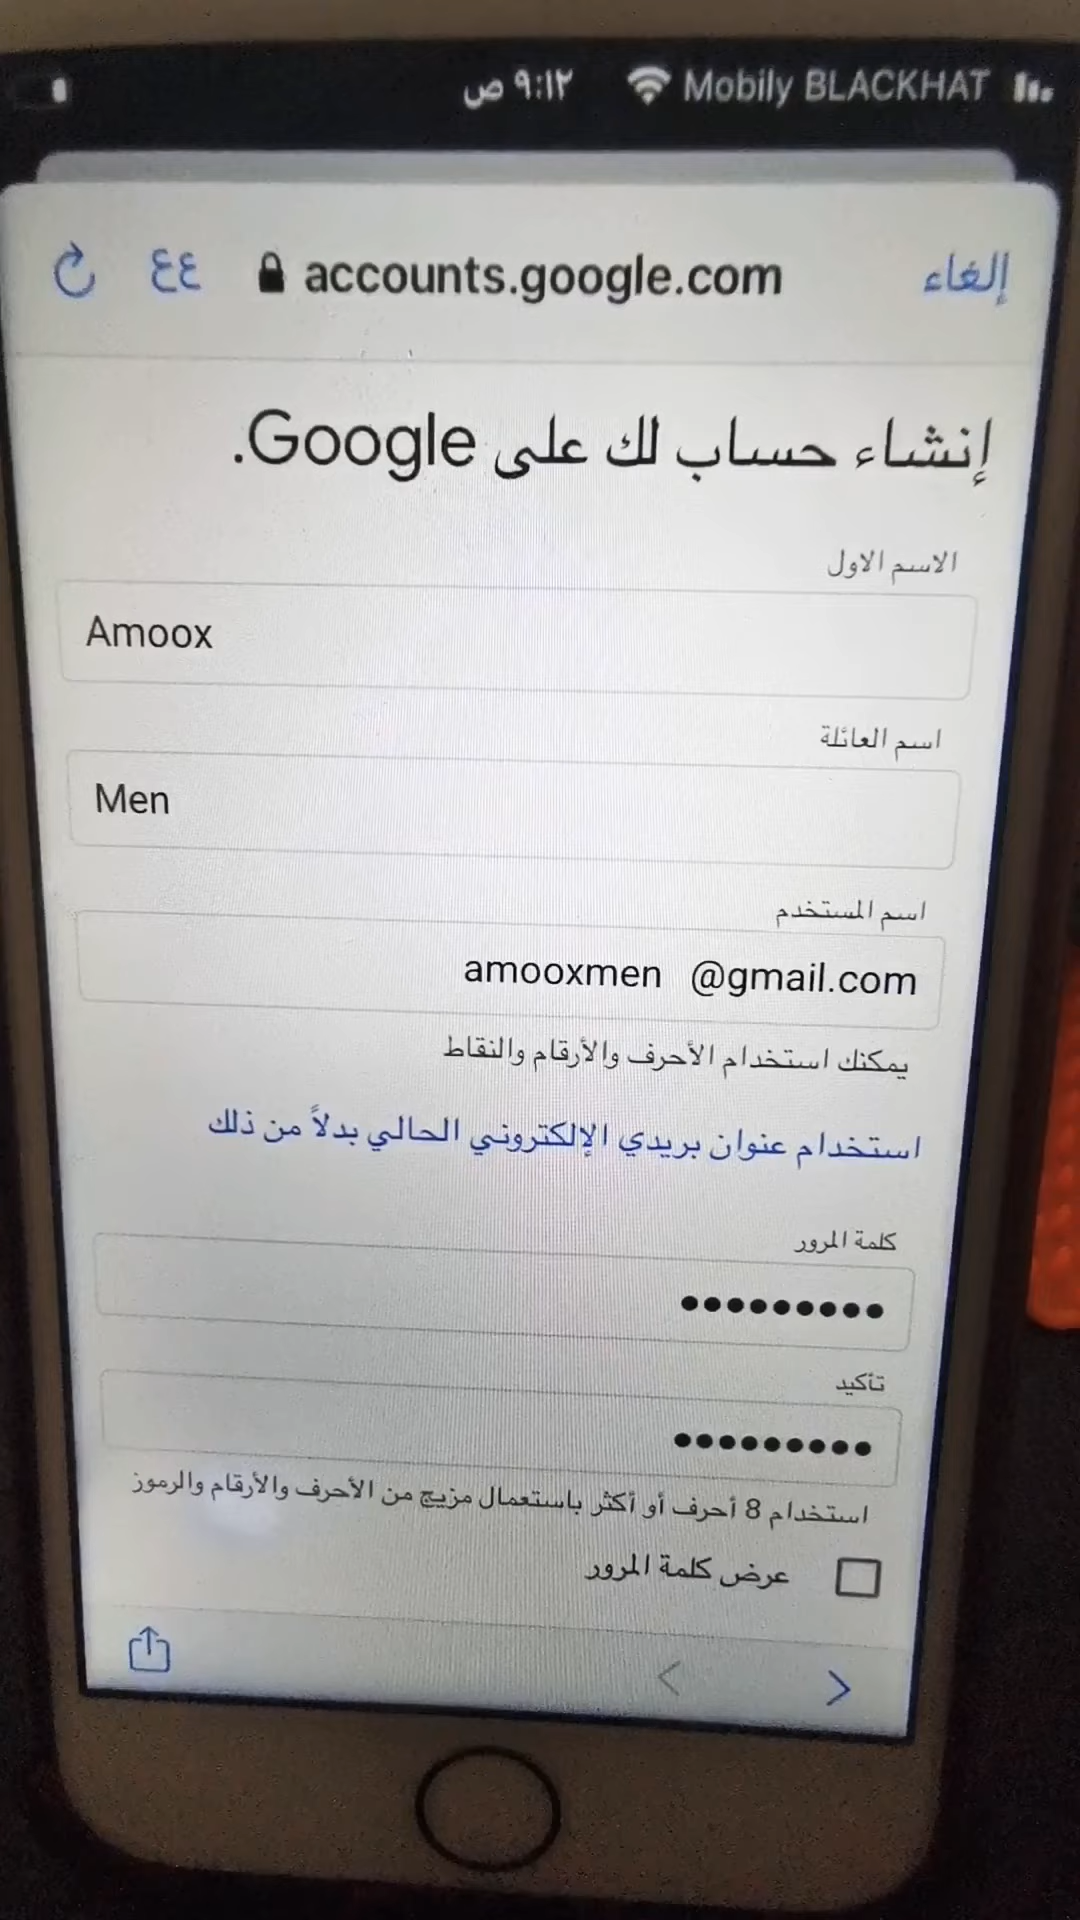 ٩:١٢ ص Mobily BLACKHAT
إلغاء accounts.google.com عع
إنشاء حساب لك على Google.
الاسم الاول
Amoox
اسم العائلة
Men
اسم المستخدم
amooxmen @gmail.com
يمكنك استخدام الأحرف والأرقام والنقاط
استخدام عنوان بريدي الإلكتروني الحالي بدلاً من ذلك
كلمة المرور
•••••••••
تأكيد
•••••••••
استخدام 8 أحرف أو أكثر باستعمال مزيج من الأحرف والأرقام والرموز
عرض كلمة المرور